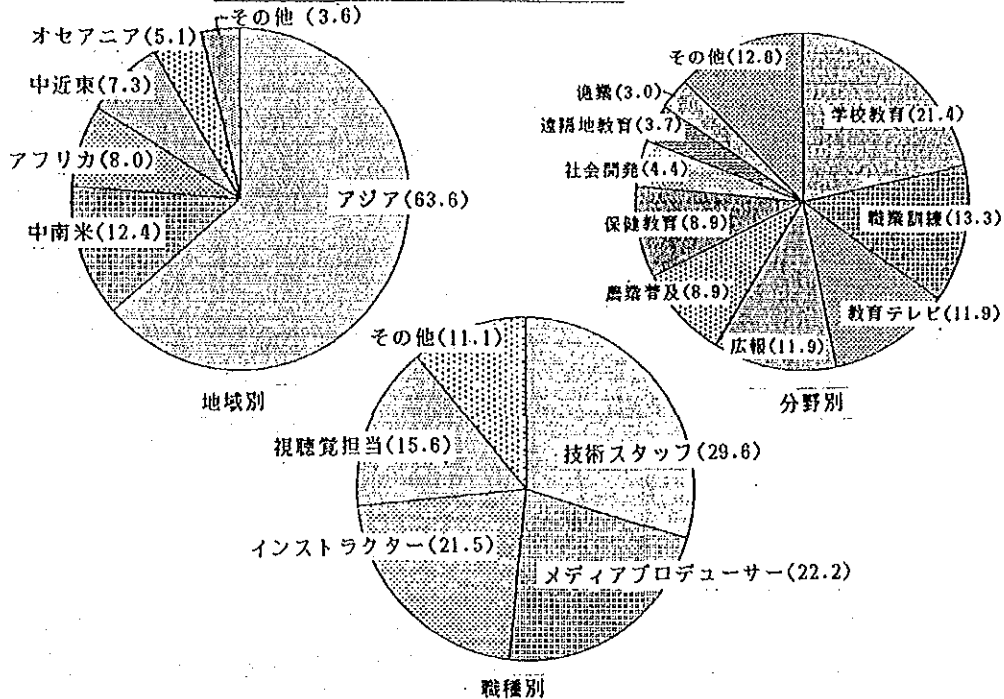 その他 (3.6)
オセアニア(5.1)
中近東(7.3)
アフリカ(8.0)
中南米(12.4)
アジア(63.6)
地域別
その他(12.6)
学校教育(21.4)
漁業(3.0)
遠隔地教育(3.7)
社会開発(4.4)
職業訓練(13.3)
保健教育(8.9)
農業普及(8.9)
教育テレビ(11.9)
広報(11.9)
分野別
その他(11.1)
視聴覚担当(15.6)
技術スタッフ(29.6)
インストラクター(21.5)
メディアプロデューサー(22.2)
職種別